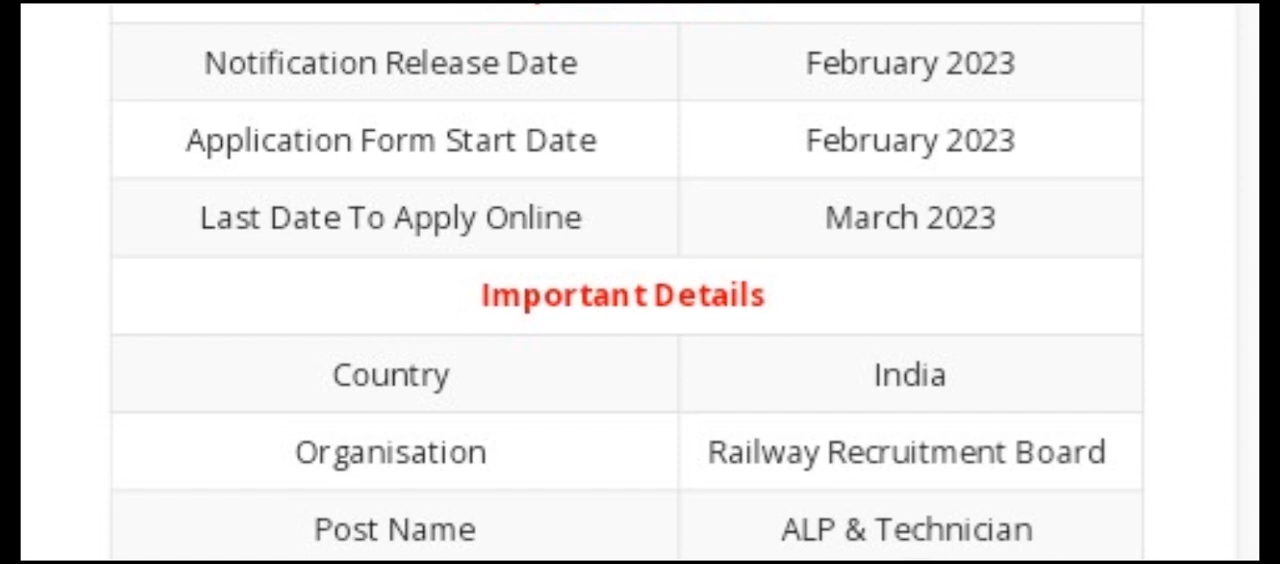 Notification Release Date February 2023
Application Form Start Date February 2023
Last Date To Apply Online March 2023
Important Details
Country India
Organisation Railway Recruitment Board
Post Name ALP & Technician